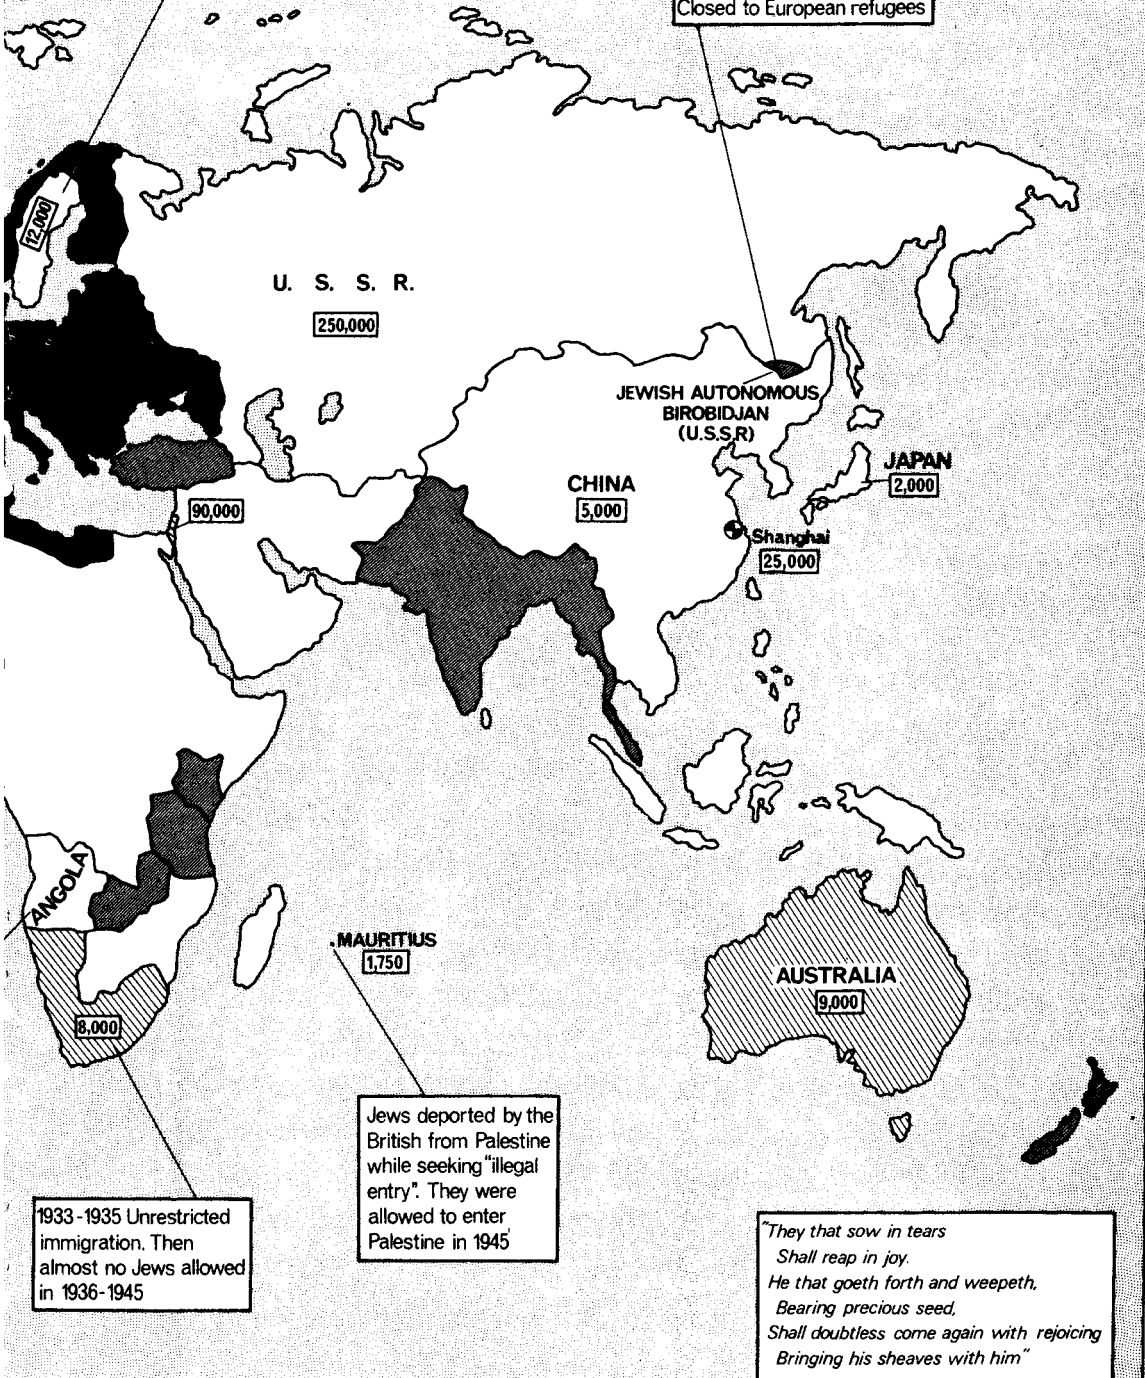 Closed to European refugees
12,000
U. S. S. R.
250,000
JEWISH AUTONOMOUS
BIROBIDJAN
(U.S.S.R)
JAPAN
2,000
CHINA
5,000
90,000
Shanghai
25,000
ANGOLA
MAURITIUS
1,750
AUSTRALIA
9,000
8,000
Jews deported by the
British from Palestine
while seeking "illegal
entry". They were
allowed to enter
Palestine in 1945
1933-1935 Unrestricted
immigration. Then
almost no Jews allowed
in 1936-1945
"They that sow in tears
Shall reap in joy.
He that goeth forth and weepeth,
Bearing precious seed,
Shall doubtless come again with rejoicing
Bringing his sheaves with him"